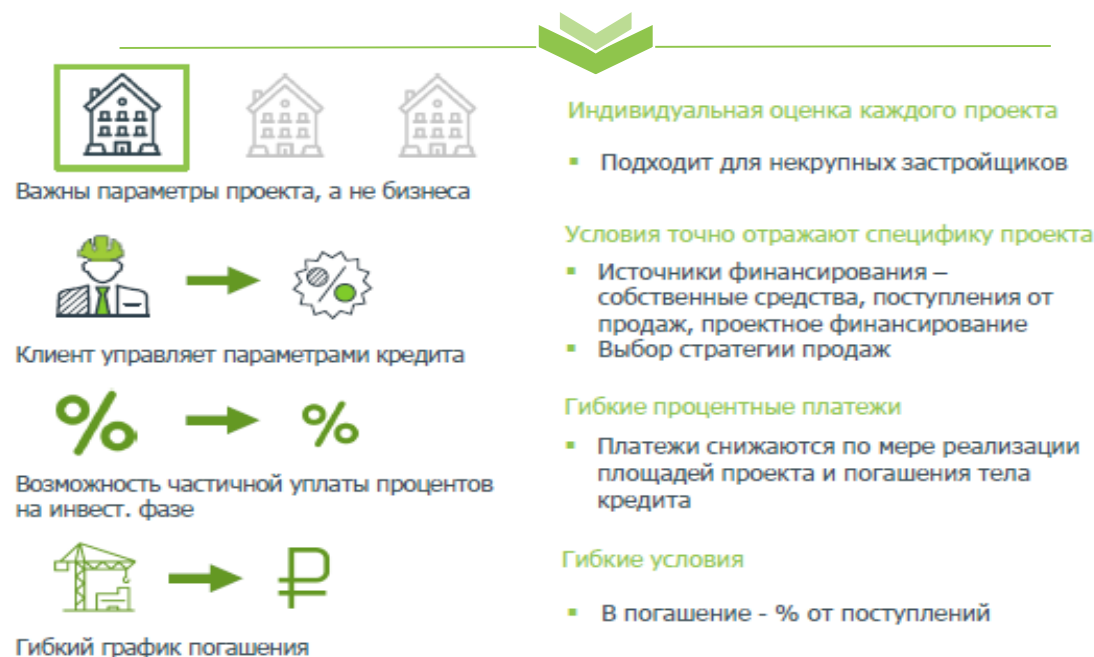 Важны параметры проекта, а не бизнеса
Индивидуальная оценка каждого проекта
▪ Подходит для некрупных застройщиков
Клиент управляет параметрами кредита
Условия точно отражают специфику проекта
▪ Источники финансирования –
собственные средства, поступления от
продаж, проектное финансирование
▪ Выбор стратегии продаж
% %
Возможность частичной уплаты процентов
на инвест. фазе
Гибкие процентные платежи
▪ Платежи снижаются по мере реализации
площадей проекта и погашения тела
кредита
₽
Гибкий график погашения
Гибкие условия
▪ В погашение - % от поступлений